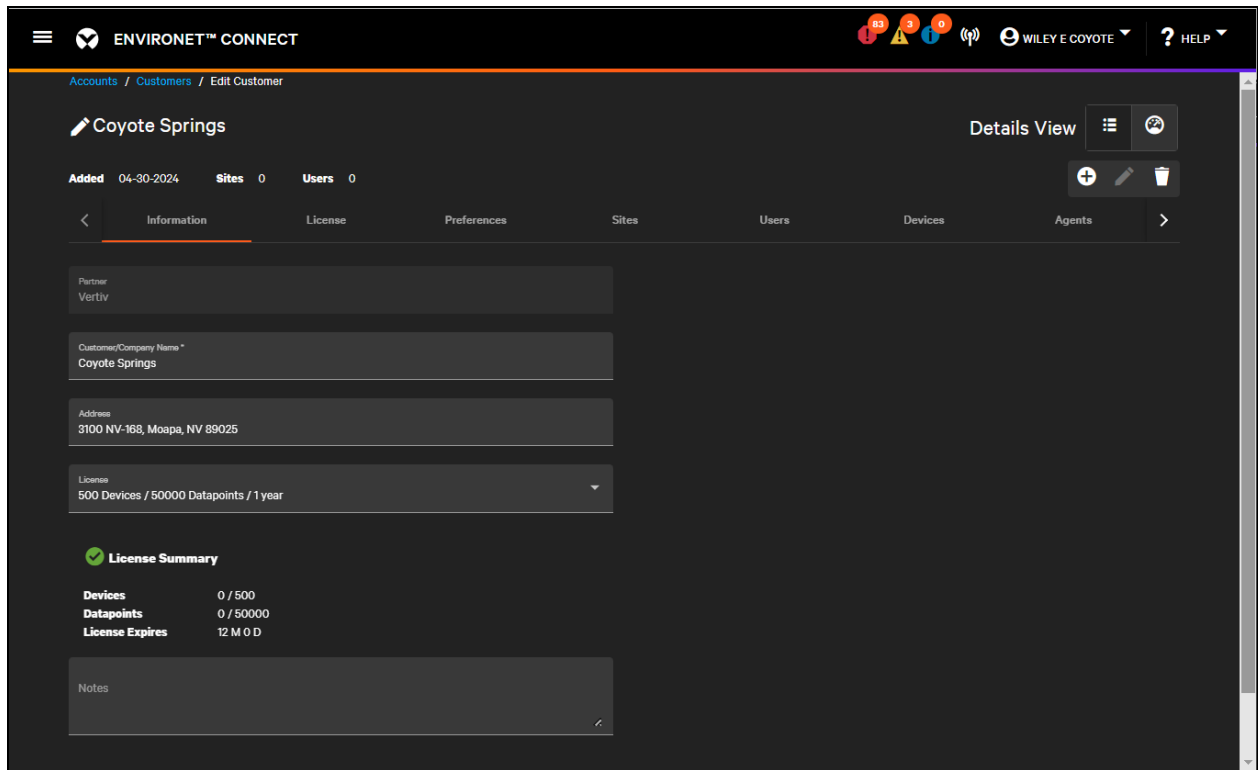 ENVIRONET™ CONNECT
83
3
0
WILEY E COYOTE
? HELP
Accounts / Customers / Edit Customer
Coyote Springs
Details View
Added 04-30-2024 Sites 0 Users 0
Information License Preferences Sites Users Devices Agents
Partner
Vertiv
Customer/Company Name *
Coyote Springs
Address
3100 NV-168, Moapa, NV 89025
License
500 Devices / 50000 Datapoints / 1 year
License Summary
Devices 0 / 500
Datapoints 0 / 50000
License Expires 12 M 0 D
Notes